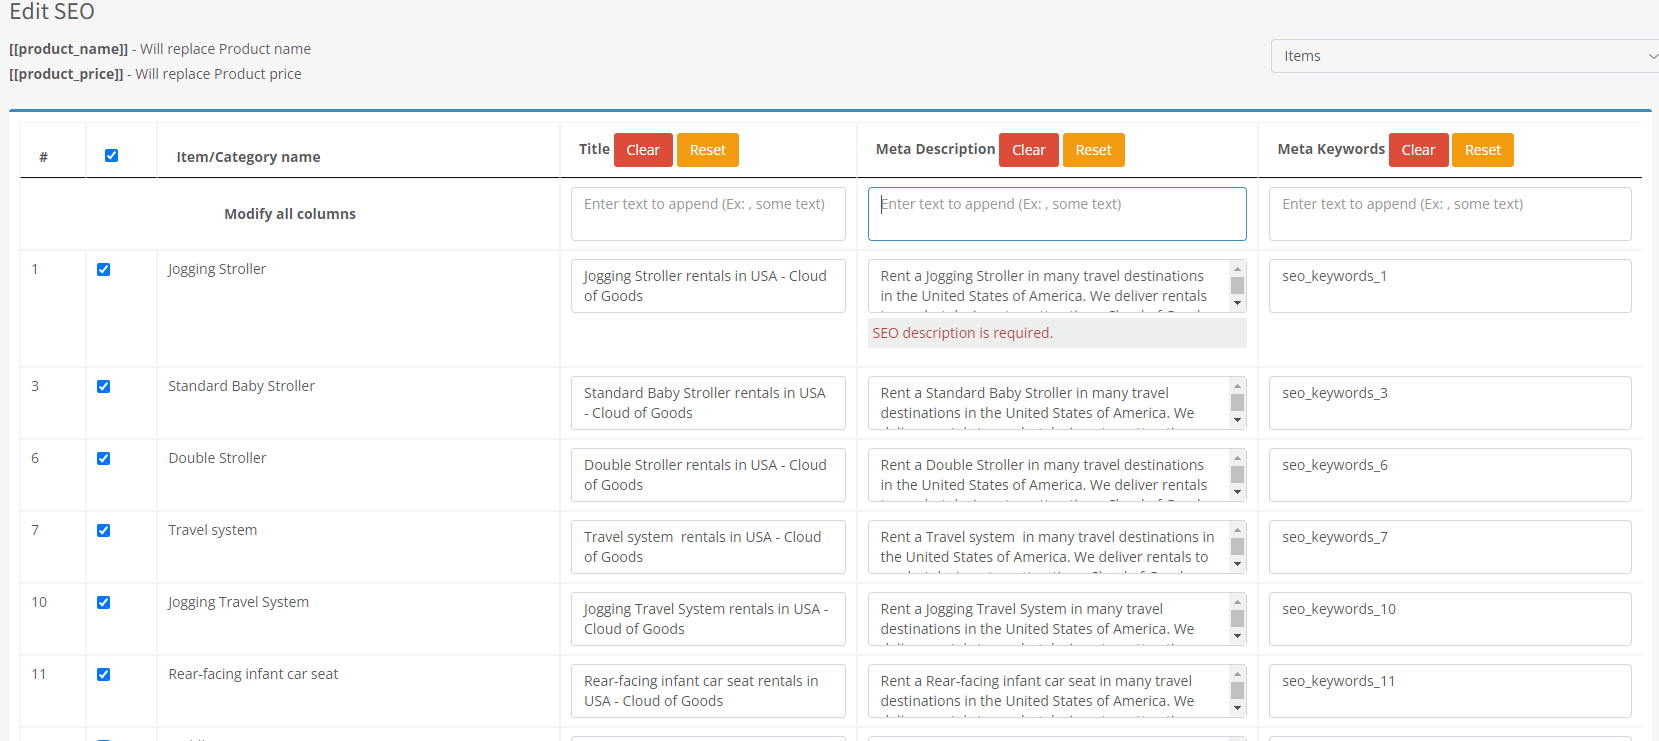 Edit SEO
[[product_name]] - Will replace Product name
[[product_price]] - Will replace Product price
Items
# Item/Category name Title Clear Reset Meta Description Clear Reset Meta Keywords Clear Reset
Modify all columns
Enter text to append (Ex: , some text)
Enter text to append (Ex: , some text)
Enter text to append (Ex: , some text)
1
Jogging Stroller
Jogging Stroller rentals in USA - Cloud
of Goods
Rent a Jogging Stroller in many travel destinations
in the United States of America. We deliver rentals
seo_keywords_1
SEO description is required.
3
Standard Baby Stroller
Standard Baby Stroller rentals in USA
- Cloud of Goods
Rent a Standard Baby Stroller in many travel
destinations in the United States of America. We
seo_keywords_3
6
Double Stroller
Double Stroller rentals in USA - Cloud
of Goods
Rent a Double Stroller in many travel destinations
in the United States of America. We deliver rentals
seo_keywords_6
7
Travel system
Travel system rentals in USA - Cloud
of Goods
Rent a Travel system in many travel destinations in
the United States of America. We deliver rentals to
seo_keywords_7
10
Jogging Travel System
Jogging Travel System rentals in USA -
Cloud of Goods
Rent a Jogging Travel System in many travel
destinations in the United States of America. We
seo_keywords_10
11
Rear-facing infant car seat
Rear-facing infant car seat rentals in
USA - Cloud of Goods
Rent a Rear-facing infant car seat in many travel
destinations in the United States of America. We
seo_keywords_11